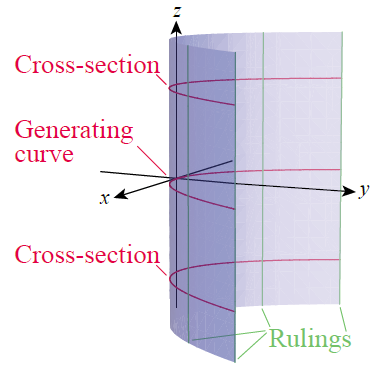 z
Cross-section
Generating
curve
x
y
Cross-section
Rulings